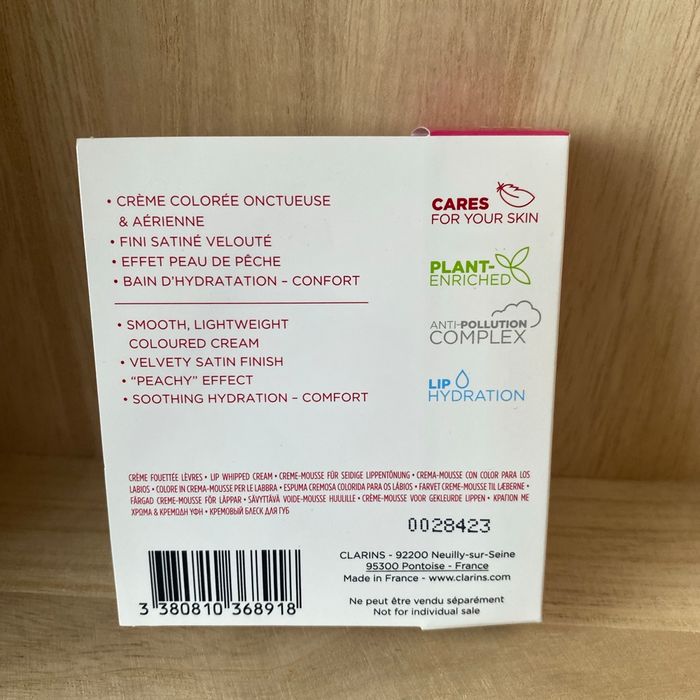 • CRÈME COLORÉE ONCTUEUSE
& AÉRIENNE
• FINI SATINÉ VELOUTÉ
• EFFET PEAU DE PÊCHE
• BAIN D'HYDRATATION – CONFORT
• SMOOTH, LIGHTWEIGHT
COLOURED CREAM
• VELVETY SATIN FINISH
• "PEACHY" EFFECT
• SOOTHING HYDRATION – COMFORT
CARES
FOR YOUR SKIN
PLANT-
ENRICHED
ANTI-POLLUTION
COMPLEX
LIP
HYDRATION
CRÈME FOUETTÉE LÈVRES • LIP WHIPPED CREAM • CREME-MOUSSE FÜR SEIDIGE LIPPENTÖNUNG • CREMA-MOUSSE CON COLOR PARA LOS
LABIOS • COLORE IN CREMA-MOUSSE PER LE LABBRA • ESPUMA CREMOSA COLORIDA PARA OS LÁBIOS • FARVET CREME-MOUSSE TIL LÆBERNE •
FÄRGAD CREME-MOUSSE FÖR LÄPPAR • SÄVYTTÄVÄ VOIDE-MOUSSE HUULILLE • CRÈME-MOUSSE VOOR GEKLEURDE LIPPEN • ΚΡΑΓΙΟΝ ΜΕ
ΧΡΩΜΑ & ΚΡΕΜΩΔΗ ΥΦΗ • КРЕМОВЫЙ БЛЕСК ДЛЯ ГУБ
0028423
CLARINS - 92200 Neuilly-sur-Seine
95300 Pontoise - France
Made in France - www.clarins.com
3 380810 368918
Ne peut être vendu séparément
Not for individual sale